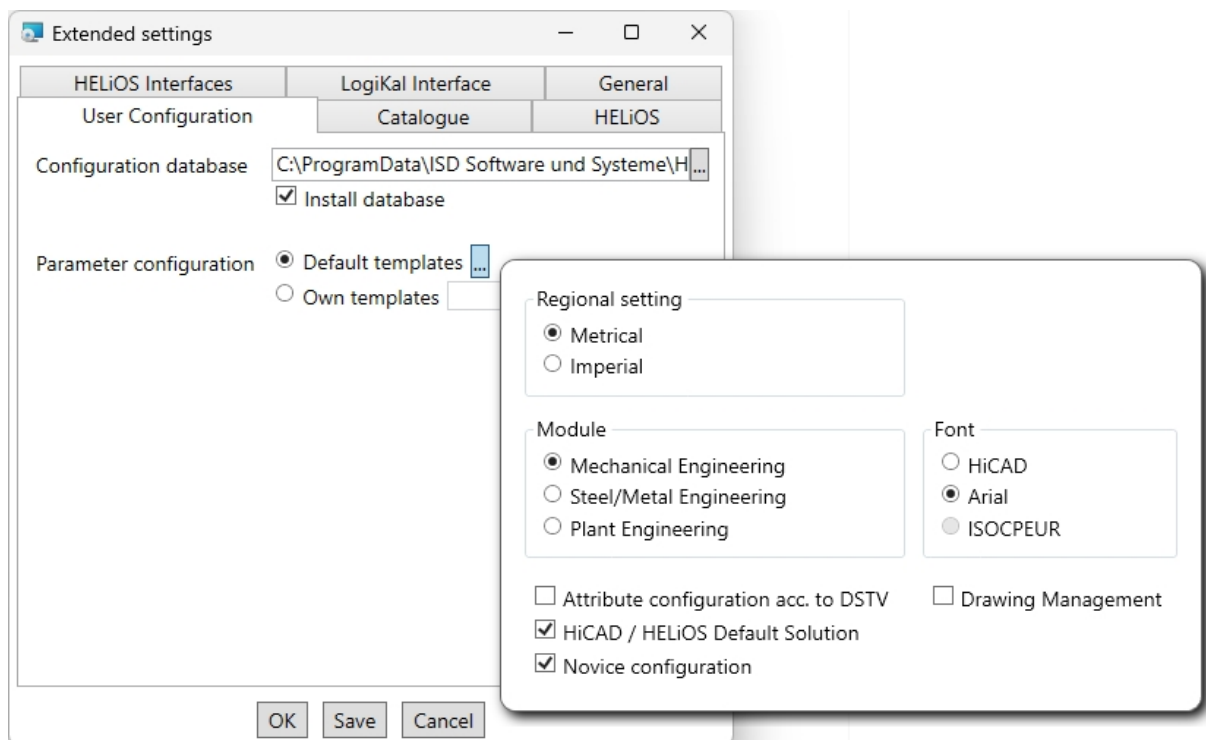 Extended settings
HELiOS Interfaces LogiKal Interface General
User Configuration Catalogue HELiOS
Configuration database C:\ProgramData\ISD Software und Systeme\H ...
Install database
Parameter configuration Default templates ...
Own templates
Regional setting
Metrical
Imperial
Module
Mechanical Engineering
Steel/Metal Engineering
Plant Engineering
Font
HiCAD
Arial
ISOCPEUR
Attribute configuration acc. to DSTV
Drawing Management
HiCAD / HELiOS Default Solution
Novice configuration
OK Save Cancel